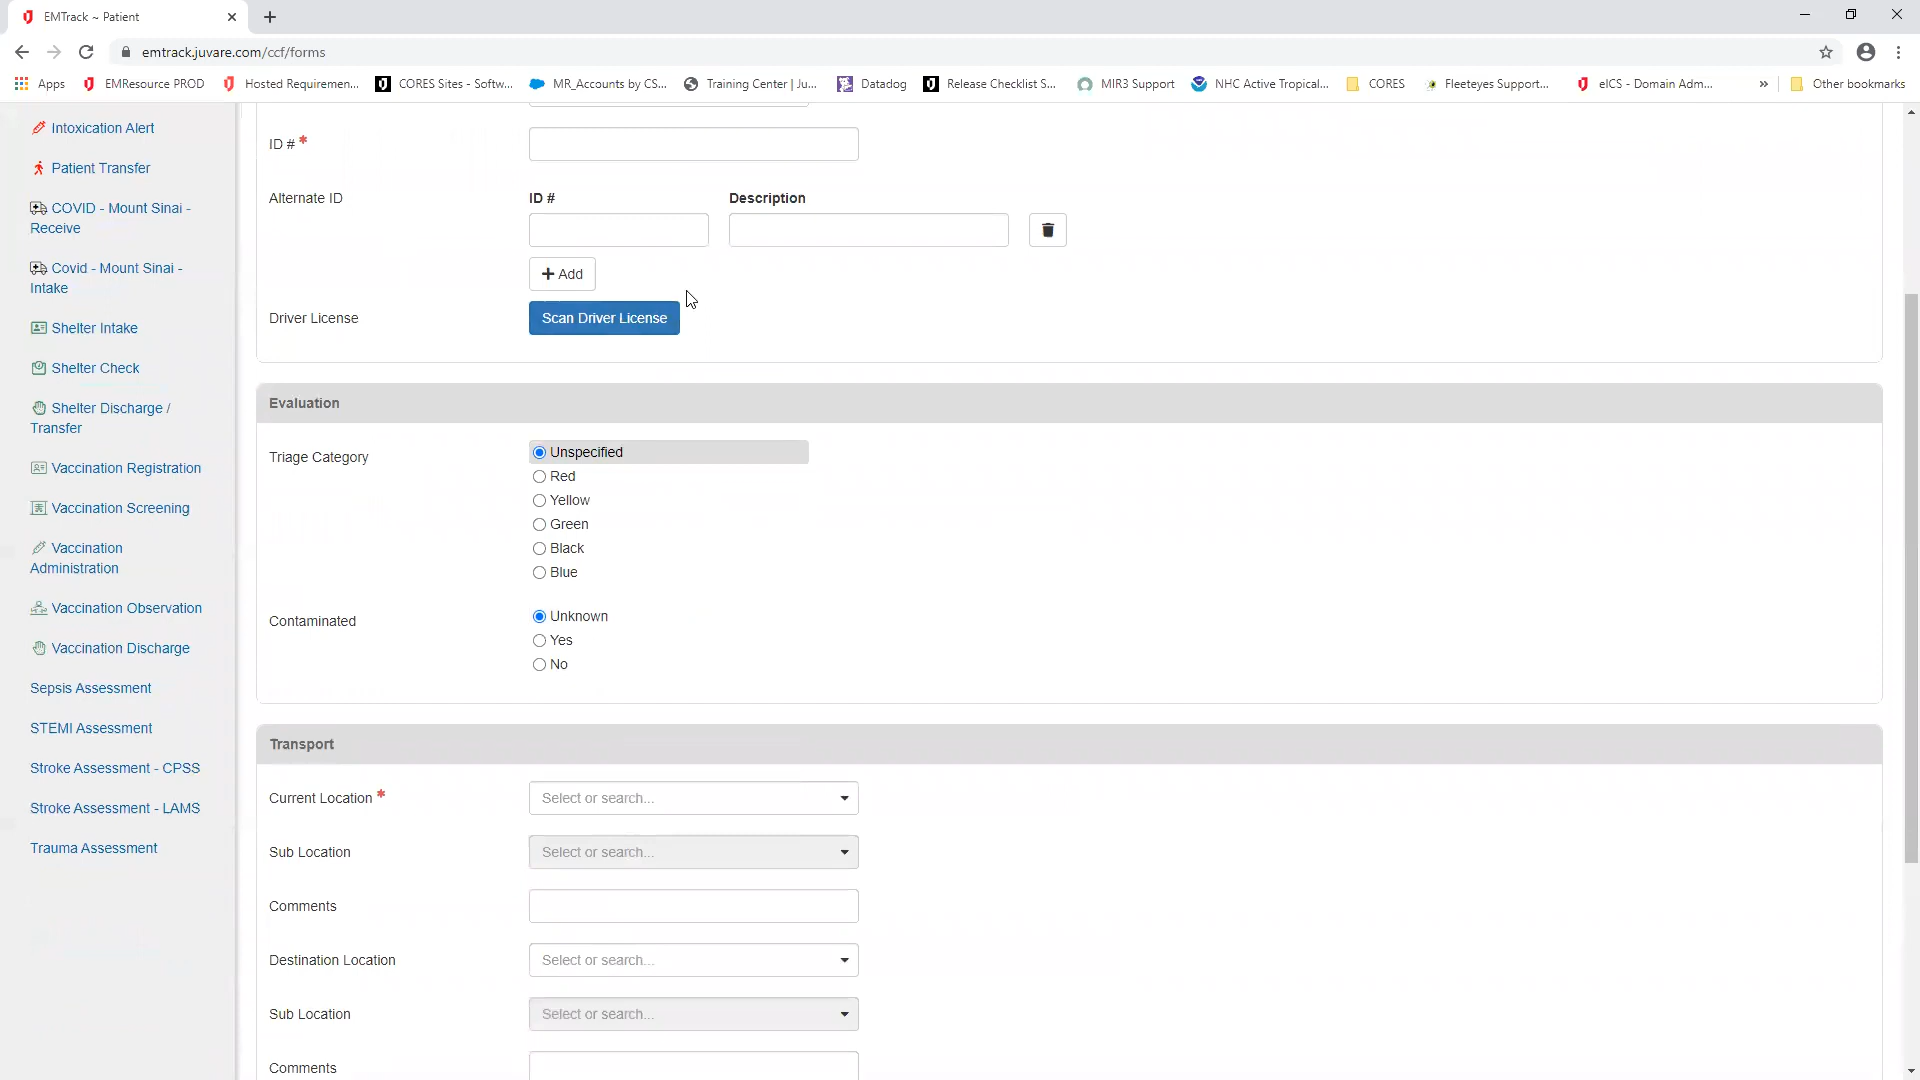 EMTrack ~ Patient
emtrack.juvare.com/ccf/forms
Apps
EMResource PROD
Hosted Requiremen...
CORES Sites - Softw...
MR_Accounts by CS...
Training Center | Ju...
Datadog
Release Checklist S...
MIR3 Support
NHC Active Tropical...
CORES
Fleeteyes Support...
eICS - Domain Adm...
»
Other bookmarks
Intoxication Alert
Patient Transfer
COVID - Mount Sinai -
Receive
Covid - Mount Sinai -
Intake
Shelter Intake
Shelter Check
Shelter Discharge /
Transfer
Vaccination Registration
Vaccination Screening
Vaccination
Administration
Vaccination Observation
Vaccination Discharge
Sepsis Assessment
STEMI Assessment
Stroke Assessment - CPSS
Stroke Assessment - LAMS
Trauma Assessment
ID # *
Alternate ID
ID #
Description
+ Add
Driver License
Scan Driver License
Evaluation
Triage Category
Unspecified
Red
Yellow
Green
Black
Blue
Contaminated
Unknown
Yes
No
Transport
Current Location *
Select or search...
Sub Location
Select or search...
Comments
Destination Location
Select or search...
Sub Location
Select or search...
Comments